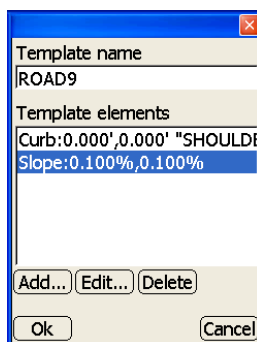 Template name
ROAD9
Template elements
Curb:0.000',0.000' "SHOULDE
Slope:0.100%,0.100%
Add... Edit... Delete
Ok Cancel